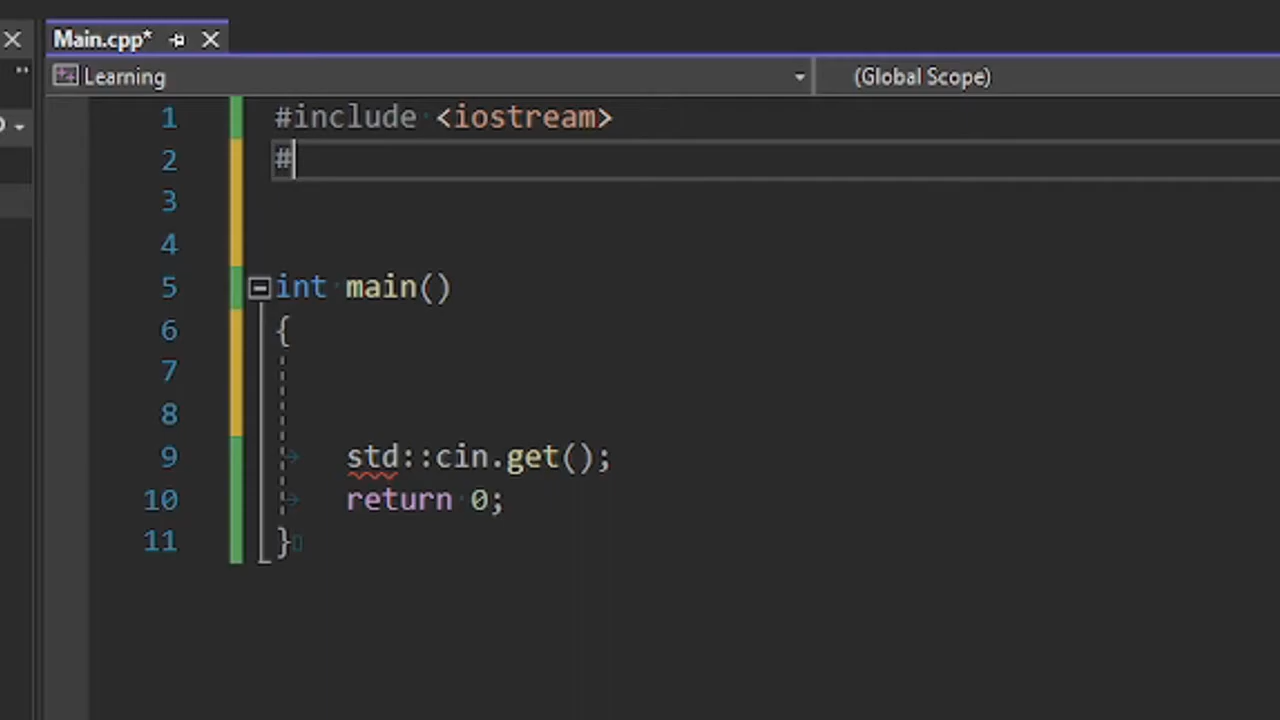 Main.cpp*
Learning
(Global Scope)
1 #include <iostream>
2 #
3
4
5 int main()
6 {
7
8
9 std::cin.get();
10 return 0;
11 }